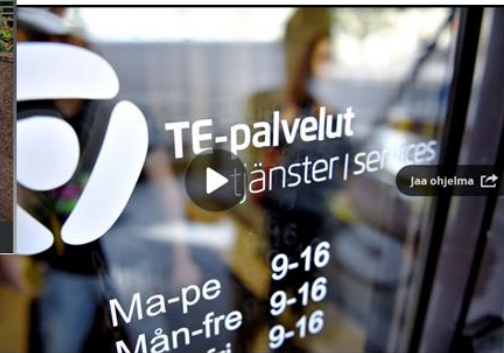 TE-palvelut
tjänster | services
Jaa ohjelma
Ma-pe 9-16
Mån-fre 9-16
9-16